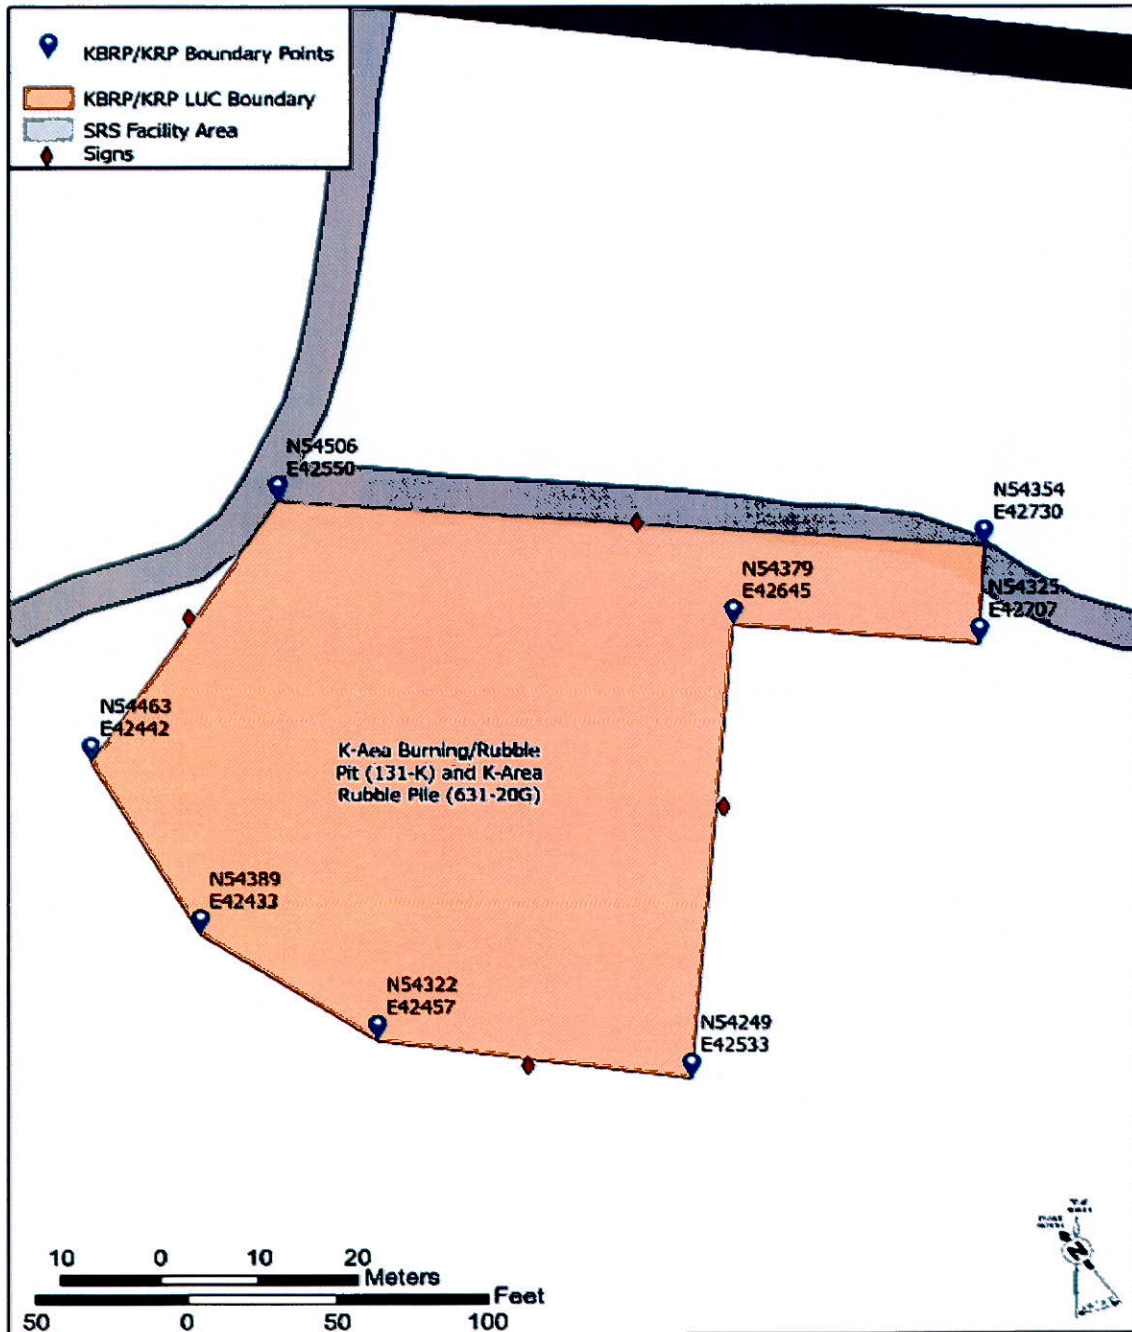 KBRP/KRP Boundary Points
KBRP/KRP LUC Boundary
SRS Facility Area
Signs
N54506
E42550
N54354
E42730
N54379
E42645
N54325
E42707
N54463
E42442
K-Aea Burning/Rubble
Pit (131-K) and K-Area
Rubble Pile (631-20G)
N54389
E42433
N54322
E42457
N54249
E42533
10 0 10 20
Meters
Feet
50 0 50 100
N